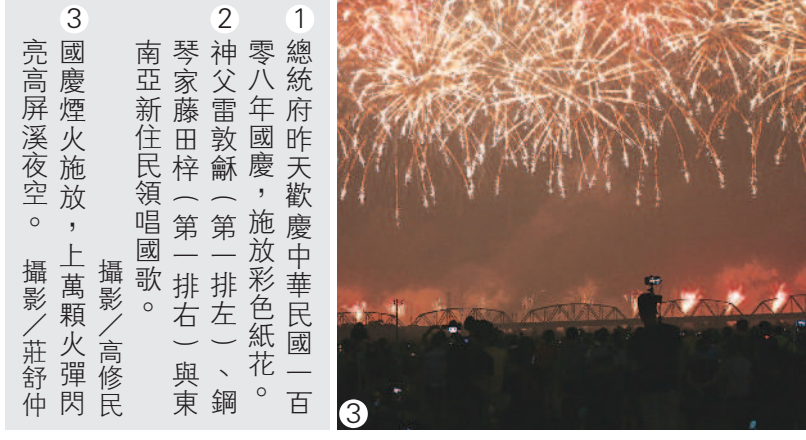 ①總統府昨天歡慶中華民國一百
零八年國慶，施放彩色紙花。
②神父雷敦龢（第一排左）、鋼
琴家藤田梓（第一排右）與東
南亞新住民領唱國歌。
攝影／高修民
③國慶煙火施放，上萬顆火彈閃
亮高屏溪夜空。 攝影／莊舒仲
③